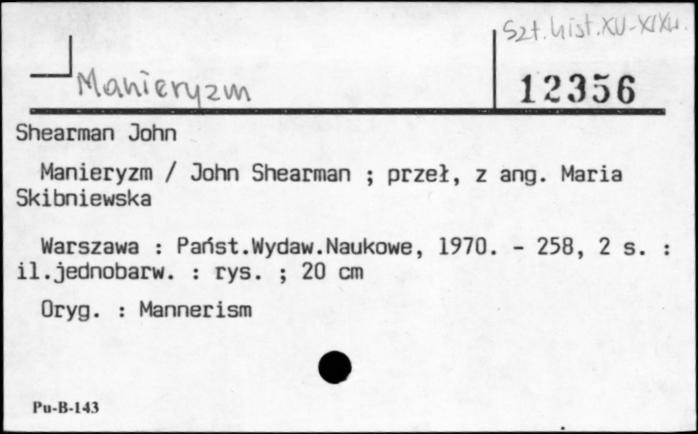 Szt. hist. XV-XIXw.
Manieryzm
12356
Shearman John
Manieryzm / John Shearman ; przeł, z ang. Maria
Skibniewska
Warszawa : Państ.Wydaw.Naukowe, 1970. - 258, 2 s. :
il.jednobarw. : rys. ; 20 cm
Oryg. : Mannerism
Pu-B-143